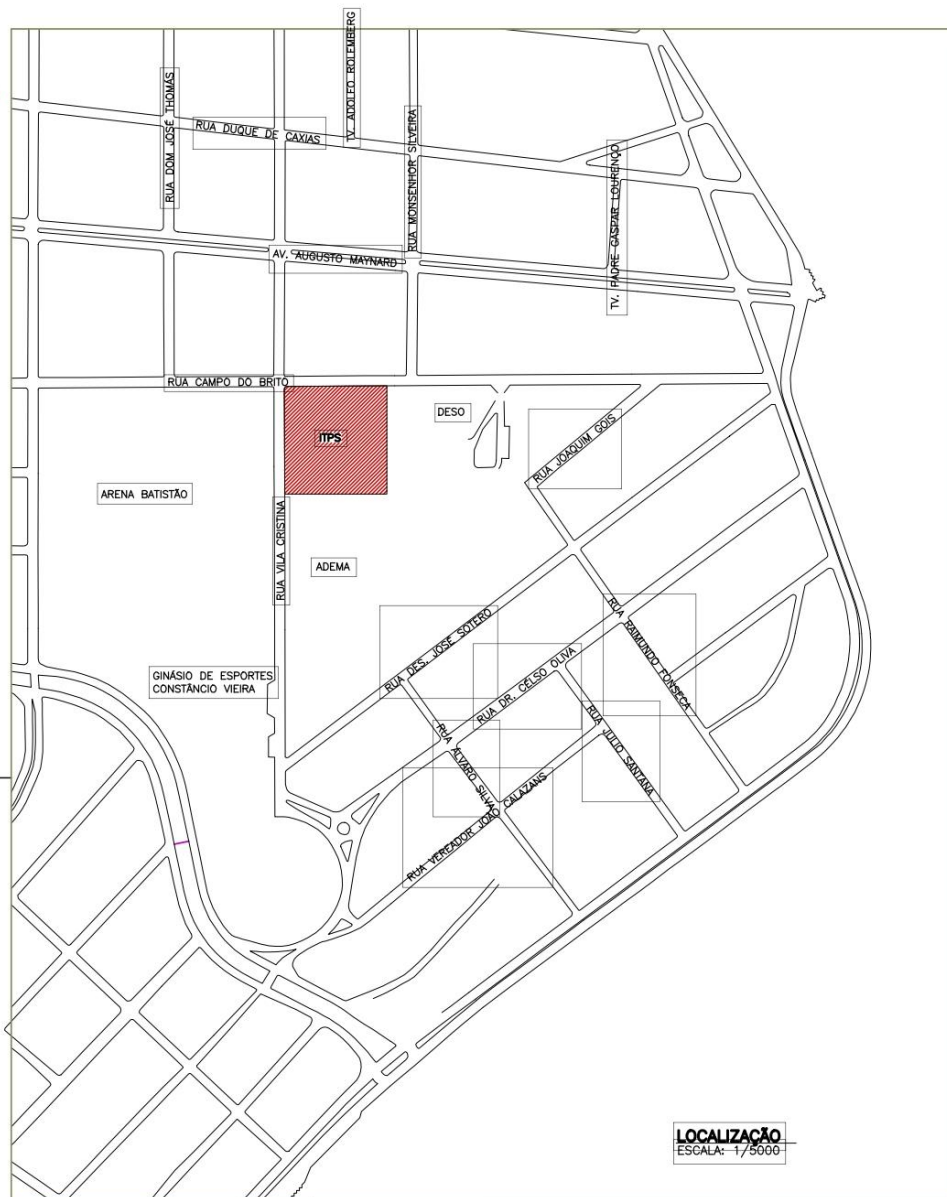 TV. ADOLFO ROLEMBERG
RUA DOM JOSÉ THOMÁS
RUA DUQUE DE CAXIAS
RUA MONSENHOR SILVEIRA
TV. PADRE GASPAR LOURENÇO
AV. AUGUSTO MAYNARD
RUA CAMPO DO BRITO
ITPS
DESO
RUA JOAQUIM GOIS
ARENA BATISTÃO
RUA VILA CRISTINA
ADEMA
RUA DES. JOSÉ SOTERO
RUA RAIMUNDO FONSECA
GINÁSIO DE ESPORTES
CONSTÂNCIO VIEIRA
RUA DR. CÉLSO OLIVA
RUA JULIO SANTANA
RUA ÁLVARO SILVA
RUA VEREADOR JOÃO CALAZANS
LOCALIZAÇÃO
ESCALA: 1/5000